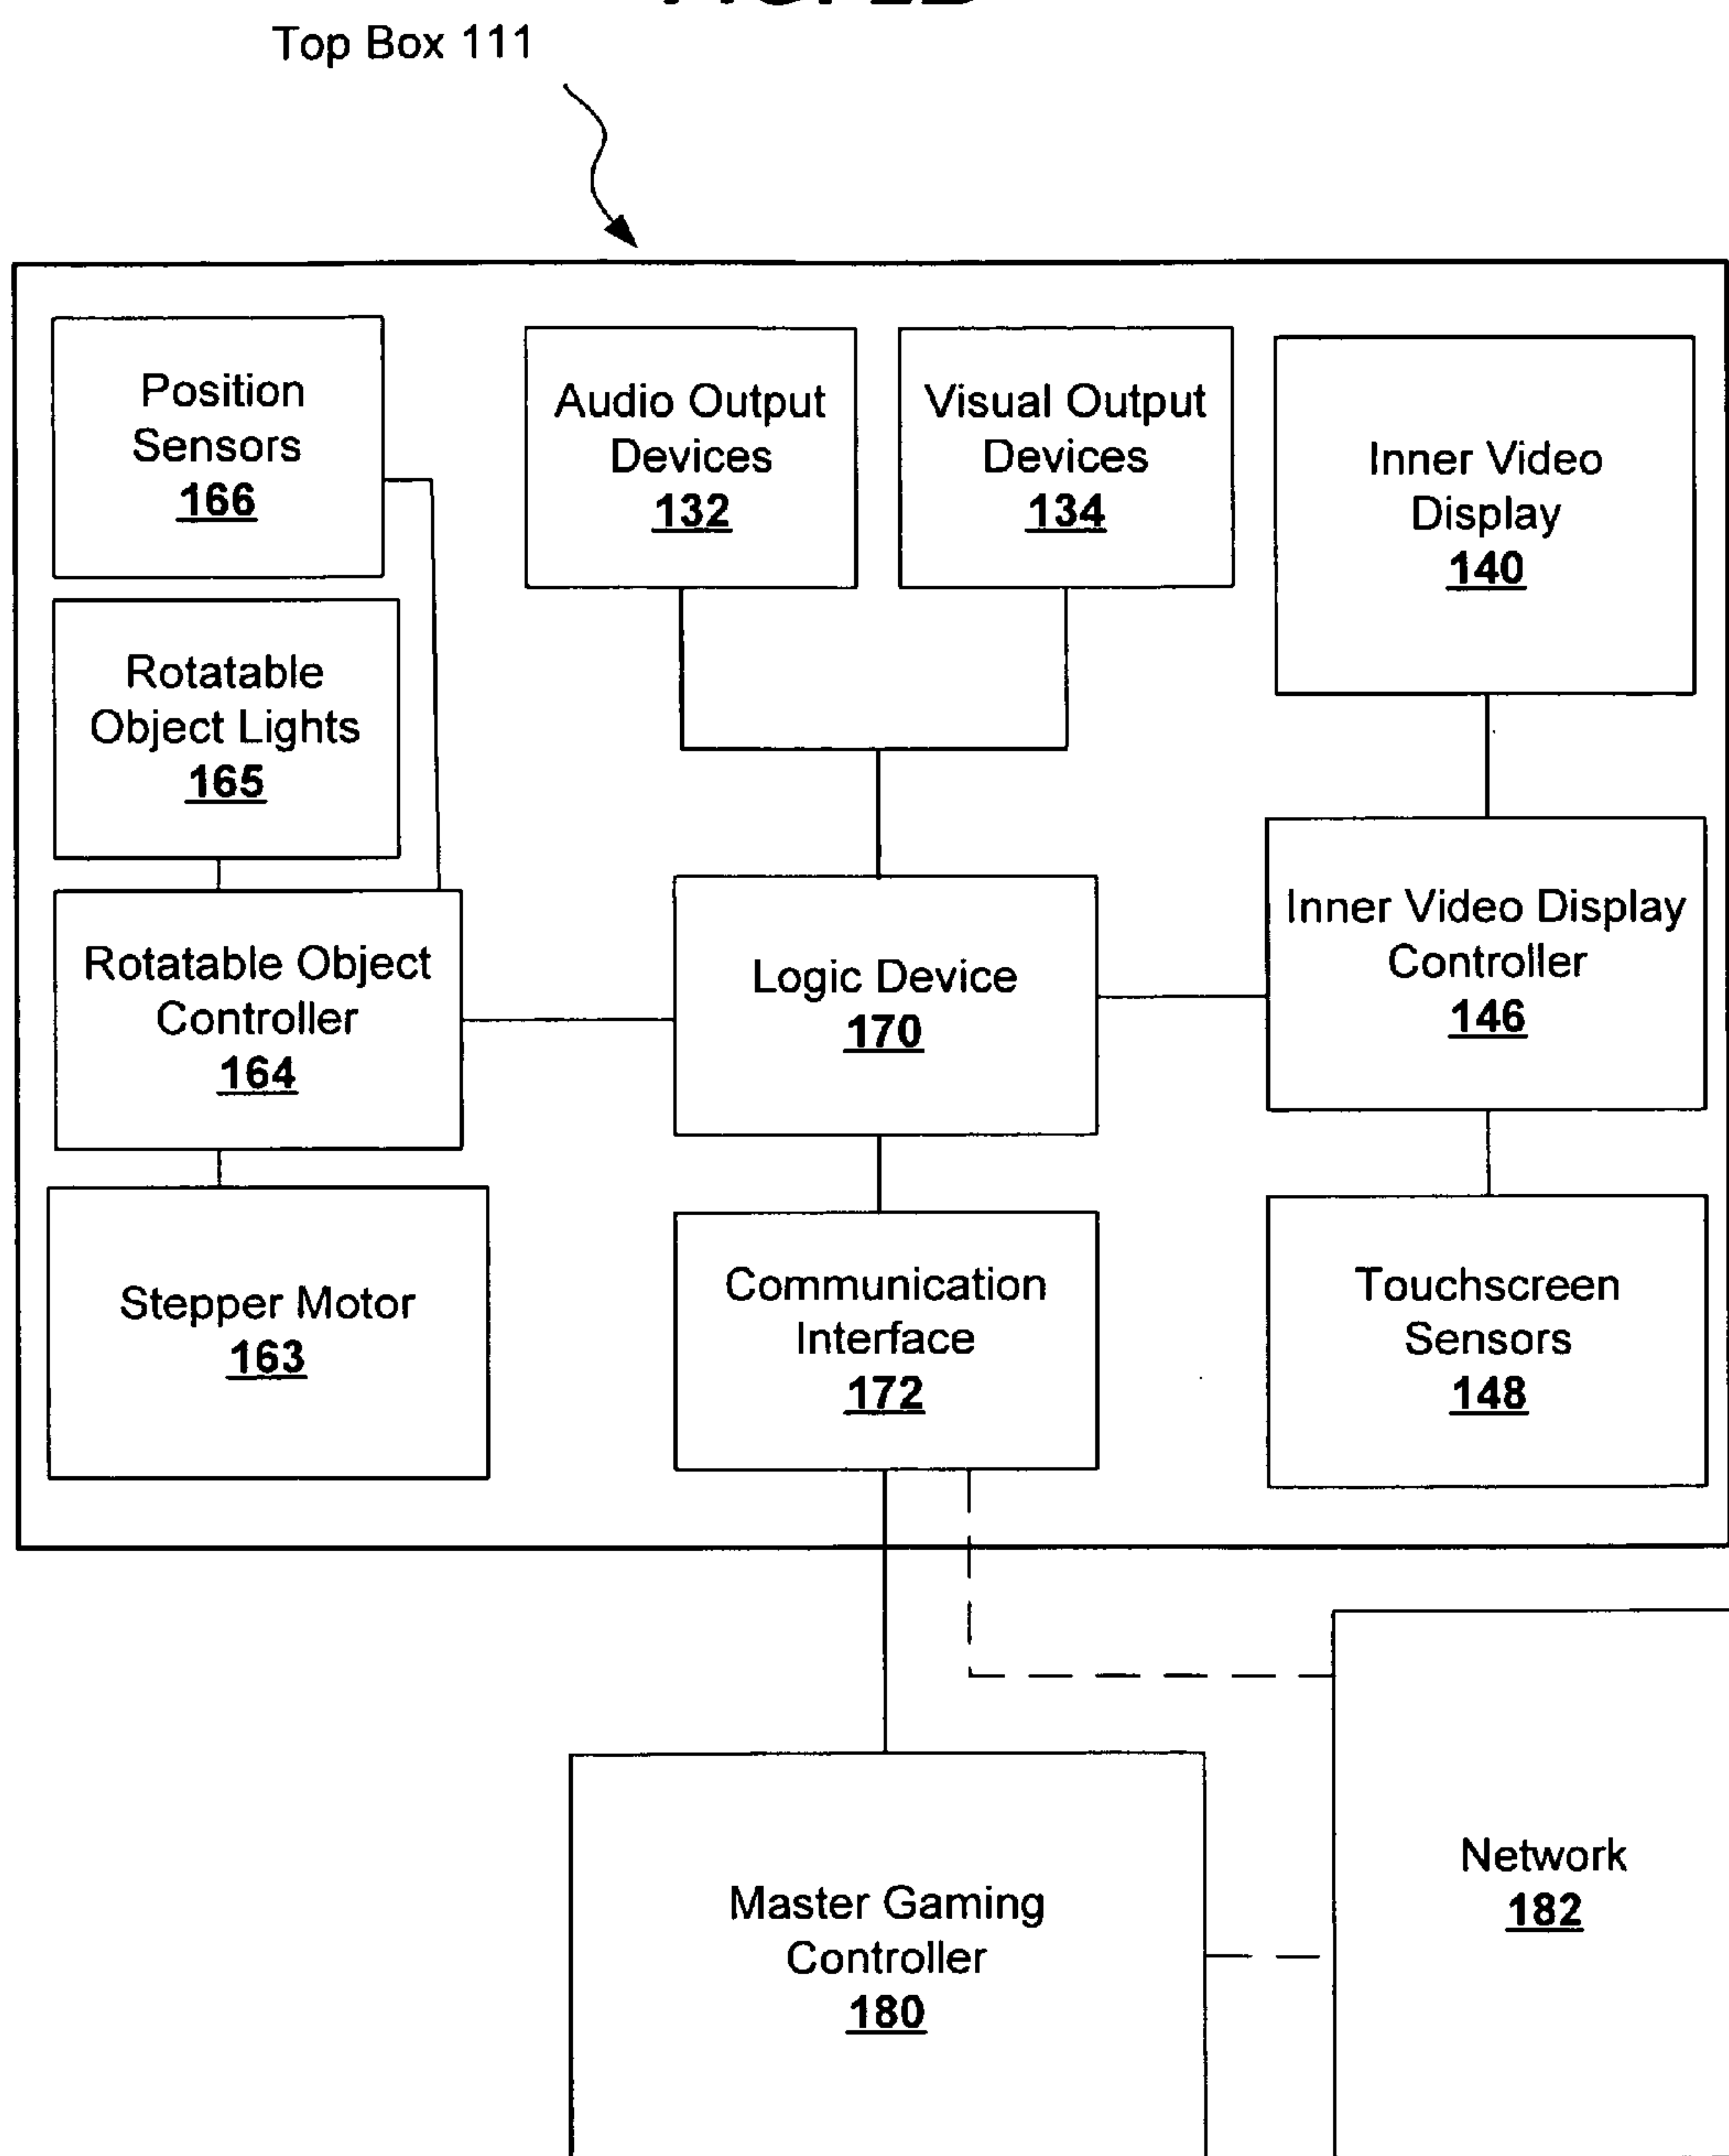 Top Box 111
Position
Sensors
166
Audio Output
Devices
132
Visual Output
Devices
134
Inner Video
Display
140
Rotatable
Object Lights
165
Rotatable Object
Controller
164
Logic Device
170
Inner Video Display
Controller
146
Stepper Motor
163
Communication
Interface
172
Touchscreen
Sensors
148
Master Gaming
Controller
180
Network
182